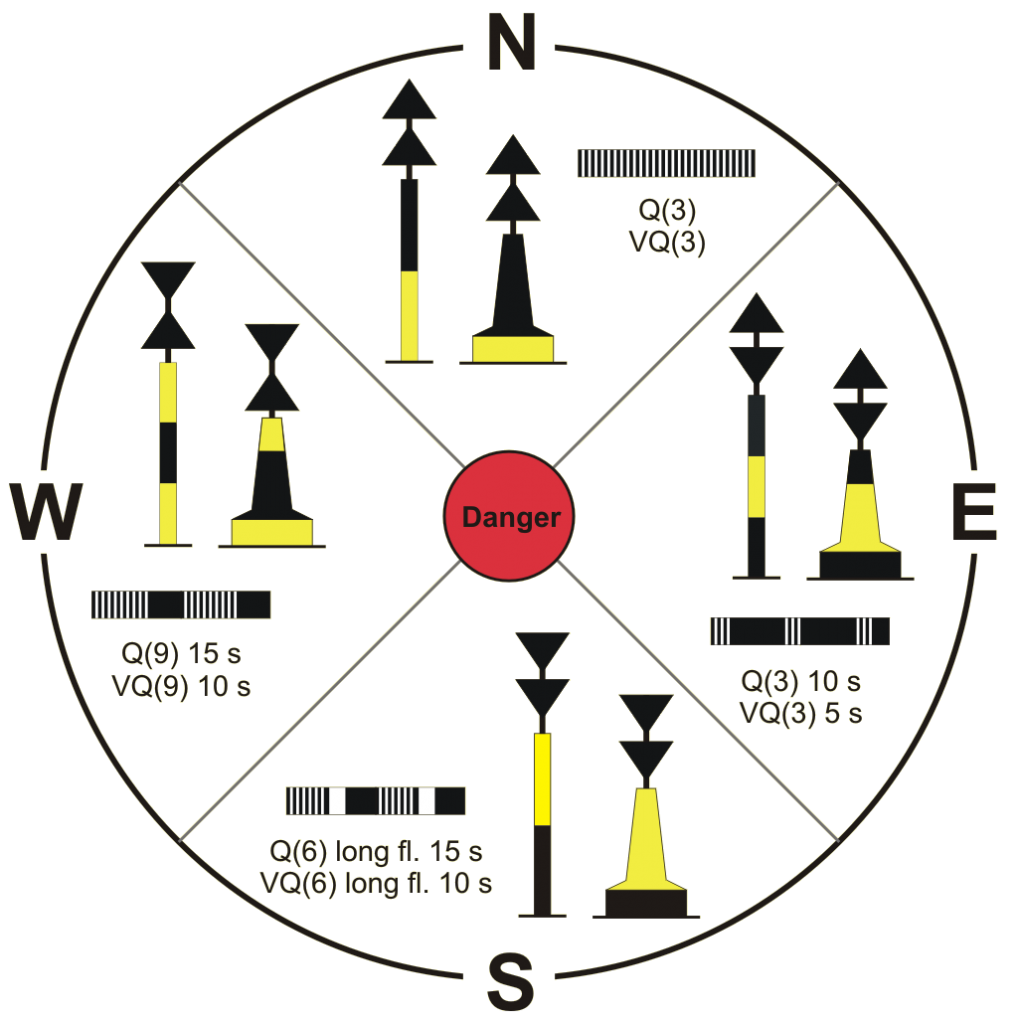 N
Q(3)
VQ(3)
W
Danger
E
Q(9) 15 s
VQ(9) 10 s
Q(3) 10 s
VQ(3) 5 s
Q(6) long fl. 15 s
VQ(6) long fl. 10 s
S